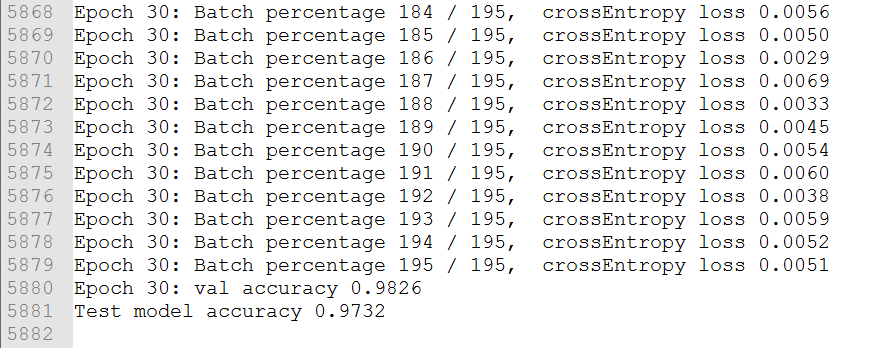 5868 Epoch 30: Batch percentage 184 / 195,  crossEntropy loss 0.0056
5869 Epoch 30: Batch percentage 185 / 195,  crossEntropy loss 0.0050
5870 Epoch 30: Batch percentage 186 / 195,  crossEntropy loss 0.0029
5871 Epoch 30: Batch percentage 187 / 195,  crossEntropy loss 0.0069
5872 Epoch 30: Batch percentage 188 / 195,  crossEntropy loss 0.0033
5873 Epoch 30: Batch percentage 189 / 195,  crossEntropy loss 0.0045
5874 Epoch 30: Batch percentage 190 / 195,  crossEntropy loss 0.0054
5875 Epoch 30: Batch percentage 191 / 195,  crossEntropy loss 0.0060
5876 Epoch 30: Batch percentage 192 / 195,  crossEntropy loss 0.0038
5877 Epoch 30: Batch percentage 193 / 195,  crossEntropy loss 0.0059
5878 Epoch 30: Batch percentage 194 / 195,  crossEntropy loss 0.0052
5879 Epoch 30: Batch percentage 195 / 195,  crossEntropy loss 0.0051
5880 Epoch 30: val accuracy 0.9826
5881 Test model accuracy 0.9732
5882